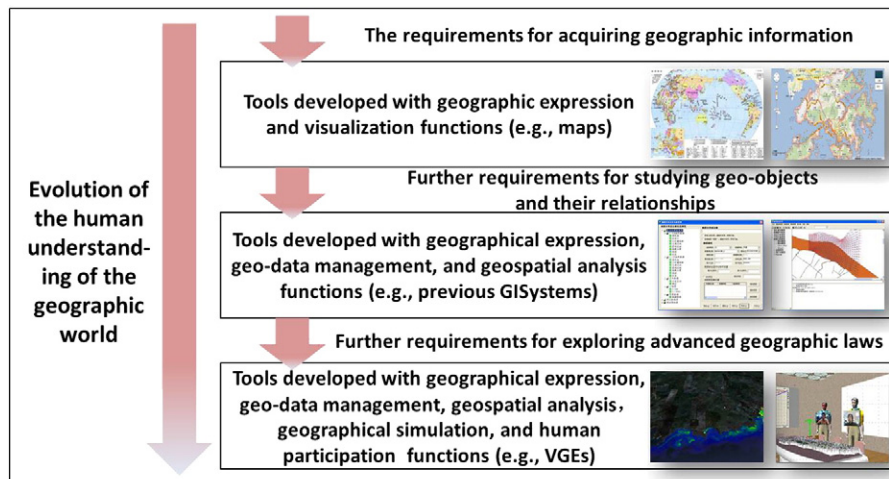 The requirements for acquiring geographic information
Tools developed with geographic expression
and visualization functions (e.g., maps)
Evolution of
the human
understand-
ing of the
geographic
world
Further requirements for studying geo-objects
and their relationships
Tools developed with geographical expression,
geo-data management, and geospatial analysis
functions (e.g., previous GISystems)
Further requirements for exploring advanced geographic laws
Tools developed with geographical expression,
geo-data management, geospatial analysis，
geographical simulation, and human
participation functions (e.g., VGEs)